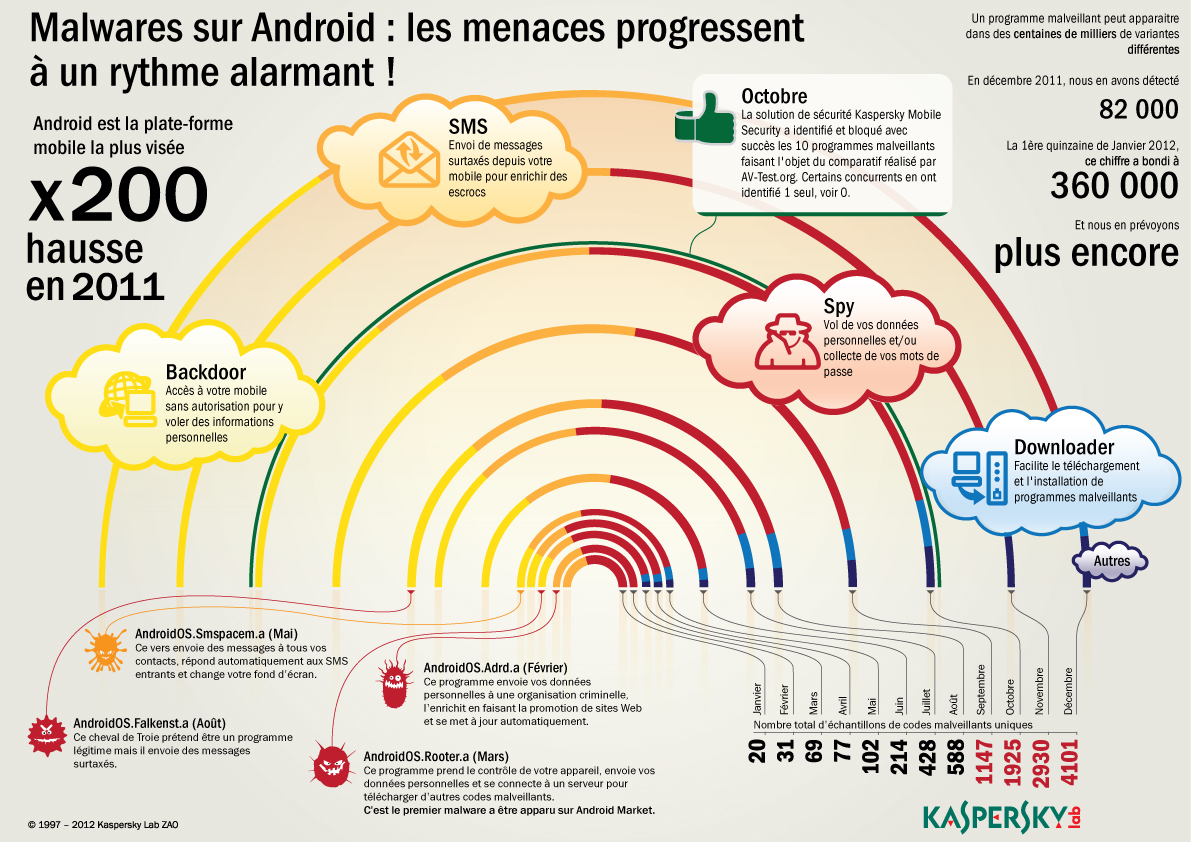 Malwares sur Android : les menaces progressent
à un rythme alarmant !
Android est la plate-forme
mobile la plus visée
x200
hausse
en 2011
Un programme malveillant peut apparaitre
dans des centaines de milliers de variantes
différentes
En décembre 2011, nous en avons détecté
82 000
La 1ère quinzaine de Janvier 2012,
ce chiffre a bondi à
360 000
Et nous en prévoyons
plus encore
SMS
Envoi de messages
surtaxés depuis votre
mobile pour enrichir des
escrocs
Octobre
La solution de sécurité Kaspersky Mobile
Security a identifié et bloqué avec
succès les 10 programmes malveillants
faisant l'objet du comparatif réalisé par
AV-Test.org. Certains concurrents en ont
identifié 1 seul, voir 0.
Backdoor
Accès à votre mobile
sans autorisation pour y
voler des informations
personnelles
Spy
Vol de vos données
personnelles et/ou
collecte de vos mots de
passe
Downloader
Facilite le téléchargement
et l'installation de
programmes malveillants
Autres
AndroidOS.Smspacem.a (Mai)
Ce vers envoie des messages à tous vos
contacts, répond automatiquement aux SMS
entrants et change votre fond d'écran.
AndroidOS.Falkenst.a (Août)
Ce cheval de Troie prétend être un programme
légitime mais il envoie des messages
surtaxés.
AndroidOS.Adrd.a (Février)
Ce programme envoie vos données
personnelles à une organisation criminelle,
l'enrichit en faisant la promotion de sites Web
et se met à jour automatiquement.
AndroidOS.Rooter.a (Mars)
Ce programme prend le contrôle de votre appareil, envoie vos
données personnelles et se connecte à un serveur pour
télécharger d'autres codes malveillants.
C'est le premier malware a être apparu sur Android Market.
Janvier
Février
Mars
Avril
Mai
Juin
Juillet
Août
Septembre
Octobre
Novembre
Décembre
Nombre total d'échantillons de codes malveillants uniques
20
31
69
77
102
214
428
588
1147
1925
2930
4101
KASPERSKY lab
© 1997 – 2012 Kaspersky Lab ZAO